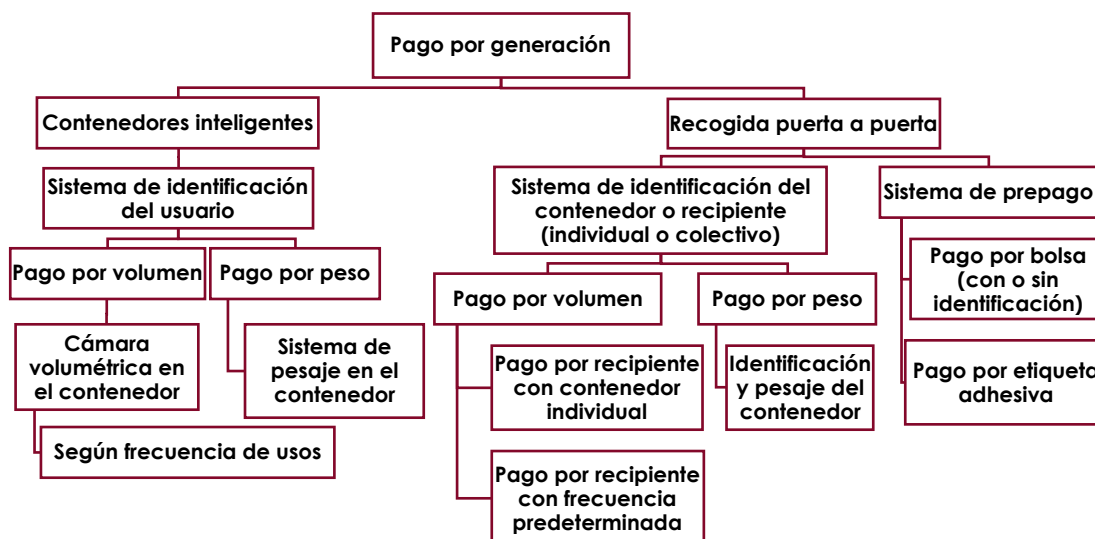 Pago por generación
Contenedores inteligentes
Recogida puerta a puerta
Sistema de identificación
del usuario
Sistema de identificación del
contenedor o recipiente
(individual o colectivo)
Sistema de prepago
Pago por volumen
Pago por peso
Pago por bolsa
(con o sin
identificación)
Pago por volumen
Pago por peso
Cámara
volumétrica en
el contenedor
Sistema de
pesaje en el
contenedor
Pago por recipiente
con contenedor
individual
Identificación
y pesaje del
contenedor
Pago por etiqueta
adhesiva
Según frecuencia de usos
Pago por recipiente
con frecuencia
predeterminada